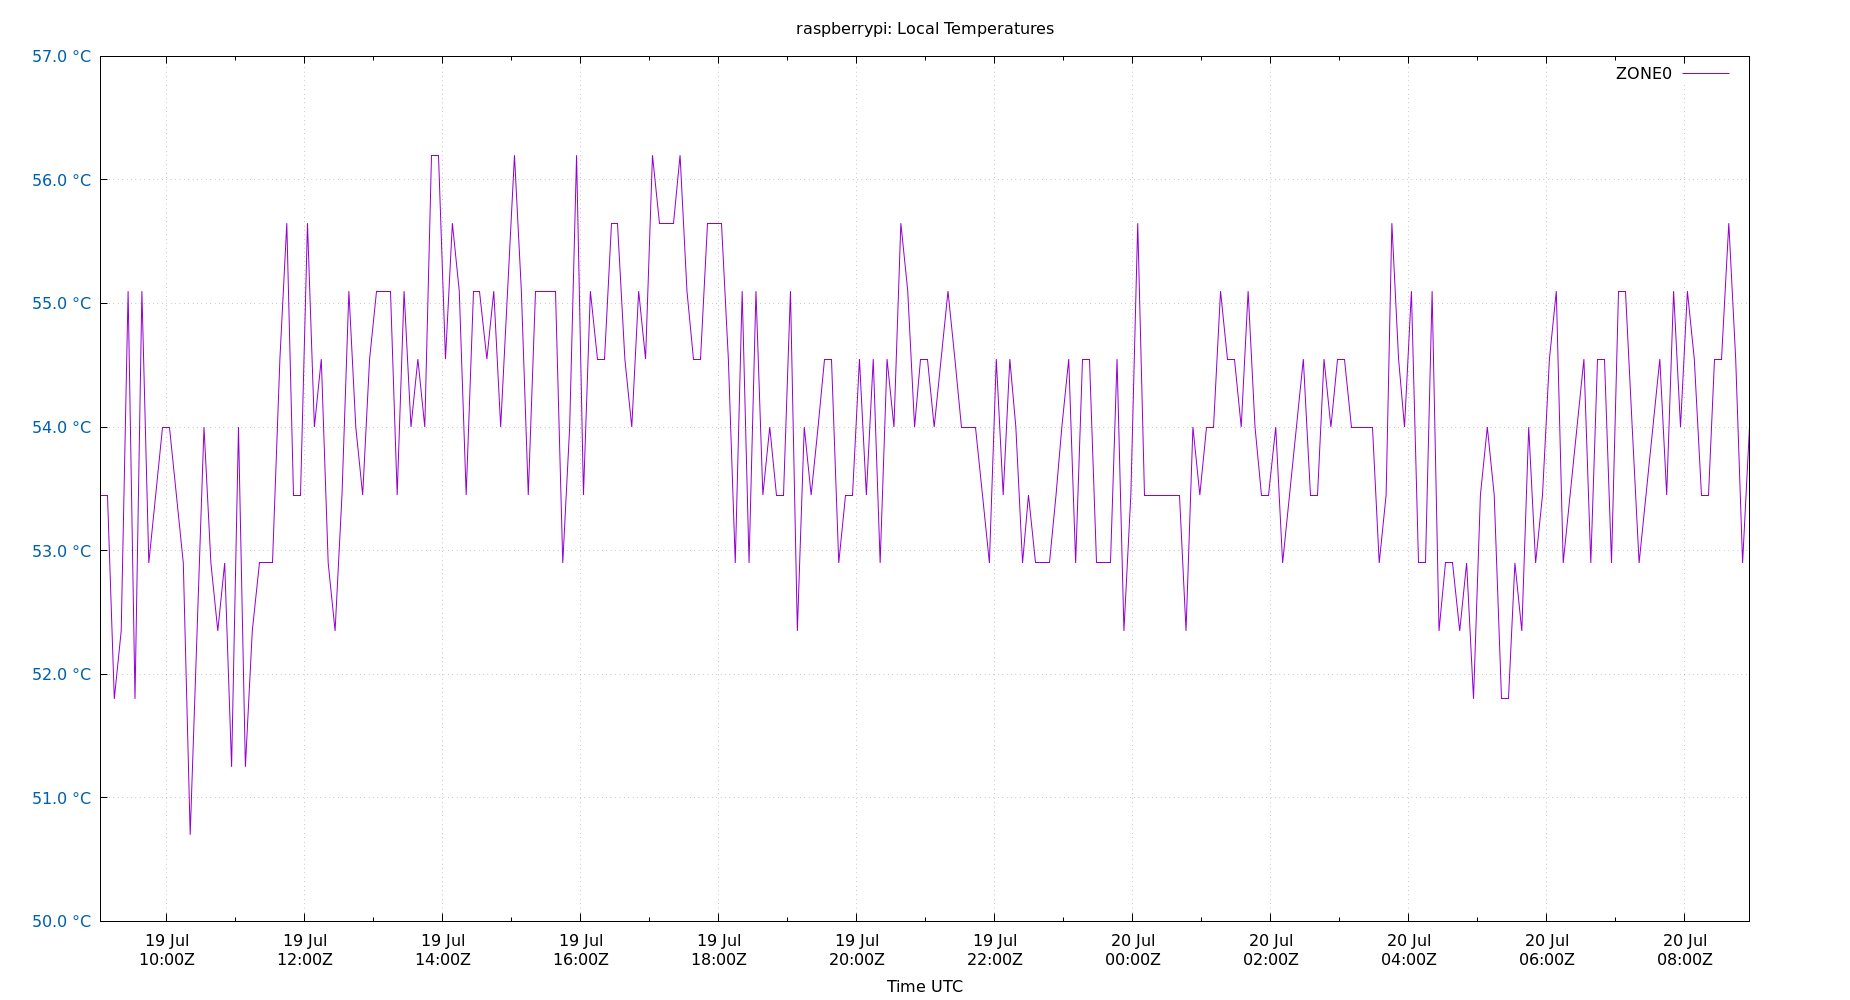 raspberrypi: Local Temperatures
57.0 °C
ZONE0
56.0 °C
55.0 °C
54.0 °C
53.0 °C
52.0 °C
51.0 °C
50.0 °C
19 Jul 19 Jul 19 Jul 19 Jul 19 Jul 19 Jul 19 Jul 20 Jul 20 Jul 20 Jul 20 Jul 20 Jul
10:00Z 12:00Z 14:00Z 16:00Z 18:00Z 20:00Z 22:00Z 00:00Z 02:00Z 04:00Z 06:00Z 08:00Z
Time UTC